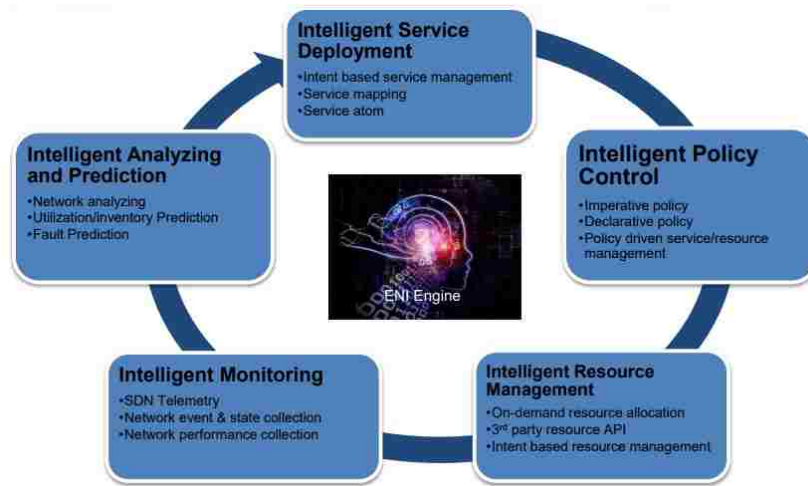 Intelligent Service
Deployment
•Intent based service management
•Service mapping
•Service atom
Intelligent Policy
Control
•Imperative policy
•Declarative policy
•Policy driven service/resource
management
Intelligent Resource
Management
•On-demand resource allocation
•3rd party resource API
•Intent based resource management
Intelligent Monitoring
•SDN Telemetry
•Network event & state collection
•Network performance collection
Intelligent Analyzing
and Prediction
•Network analyzing
•Utilization/inventory Prediction
•Fault Prediction
ENI Engine